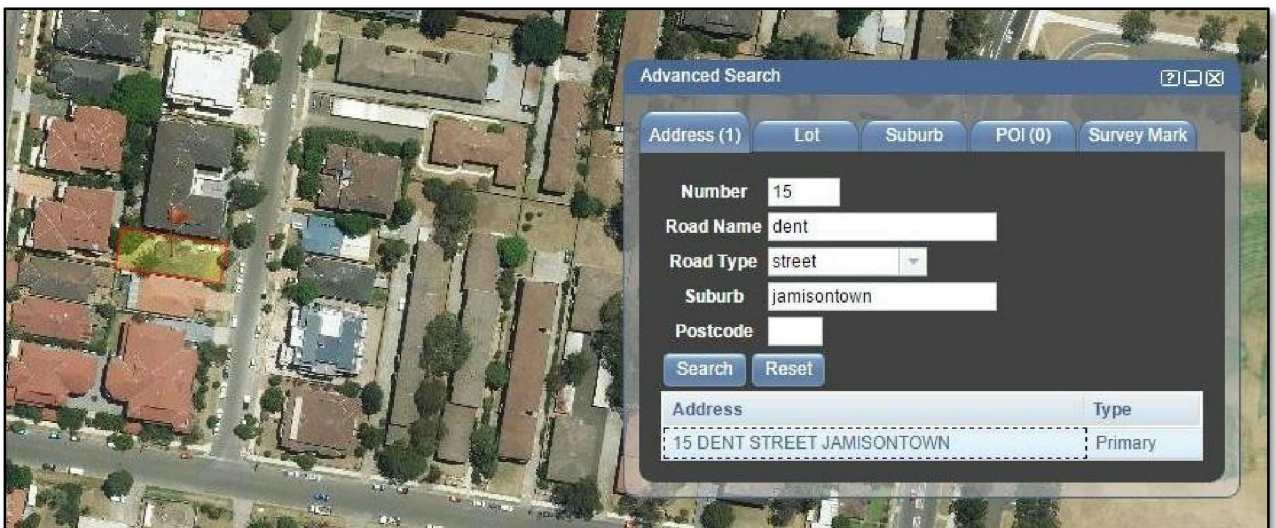 Advanced Search
Address (1) Lot Suburb POI (0) Survey Mark
Number 15
Road Name dent
Road Type street
Suburb jamisontown
Postcode
Search Reset
Address Type
15 DENT STREET JAMISONTOWN Primary